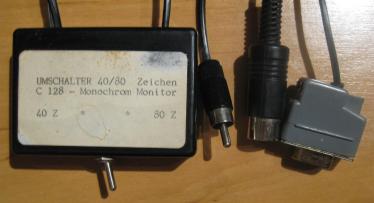 UMSCHALTER 40/80 Zeichen
C 128 - Monochrom Monitor
40 Z * * 80 Z